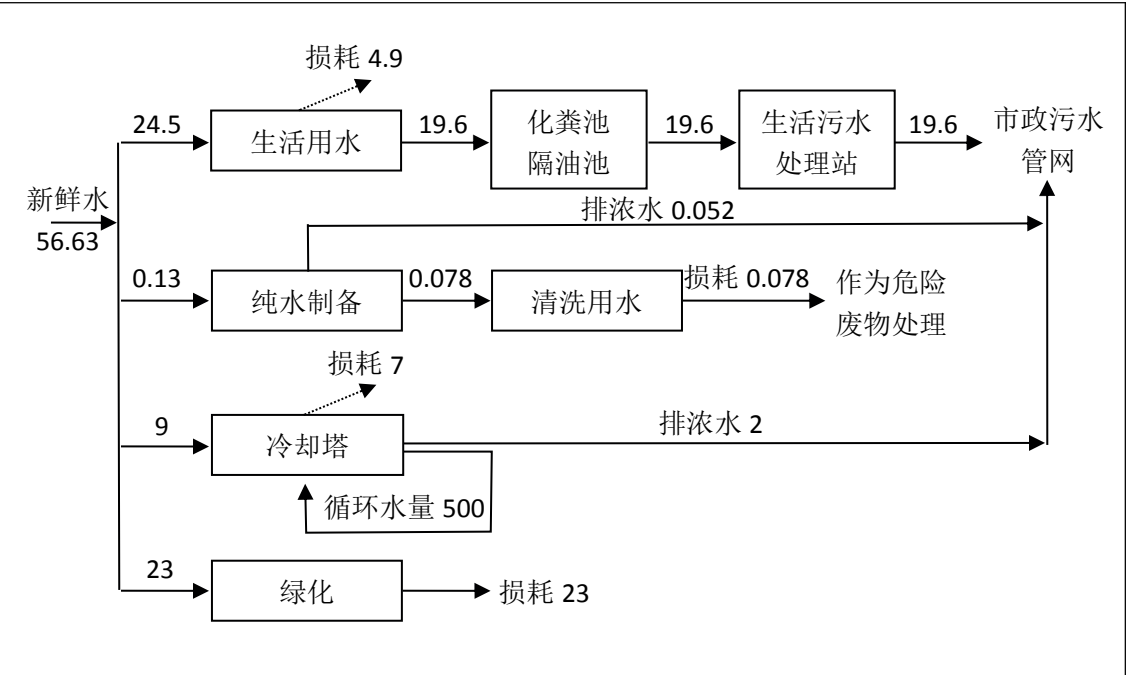 损耗 4.9
24.5
生活用水
19.6
化粪池
隔油池
19.6
生活污水
处理站
19.6
市政污水
管网
新鲜水
56.63
排浓水 0.052
0.13
纯水制备
0.078
清洗用水
损耗 0.078
作为危险
废物处理
损耗 7
9
冷却塔
排浓水 2
循环水量 500
23
绿化
损耗 23